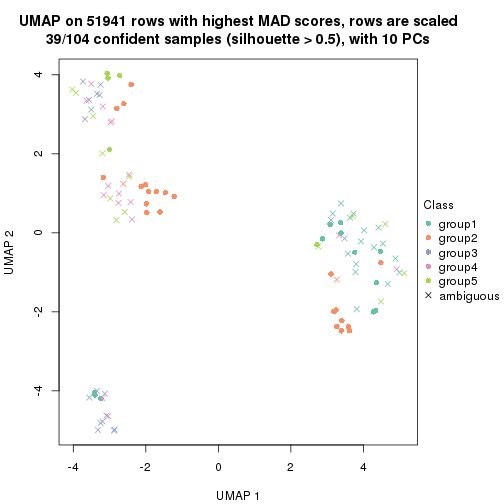 UMAP on 51941 rows with highest MAD scores, rows are scaled
39/104 confident samples (silhouette > 0.5), with 10 PCs
UMAP 2
4
2
0
-2
-4
-4
-2
0
2
4
UMAP 1
Class
group1
group2
group3
group4
group5
ambiguous